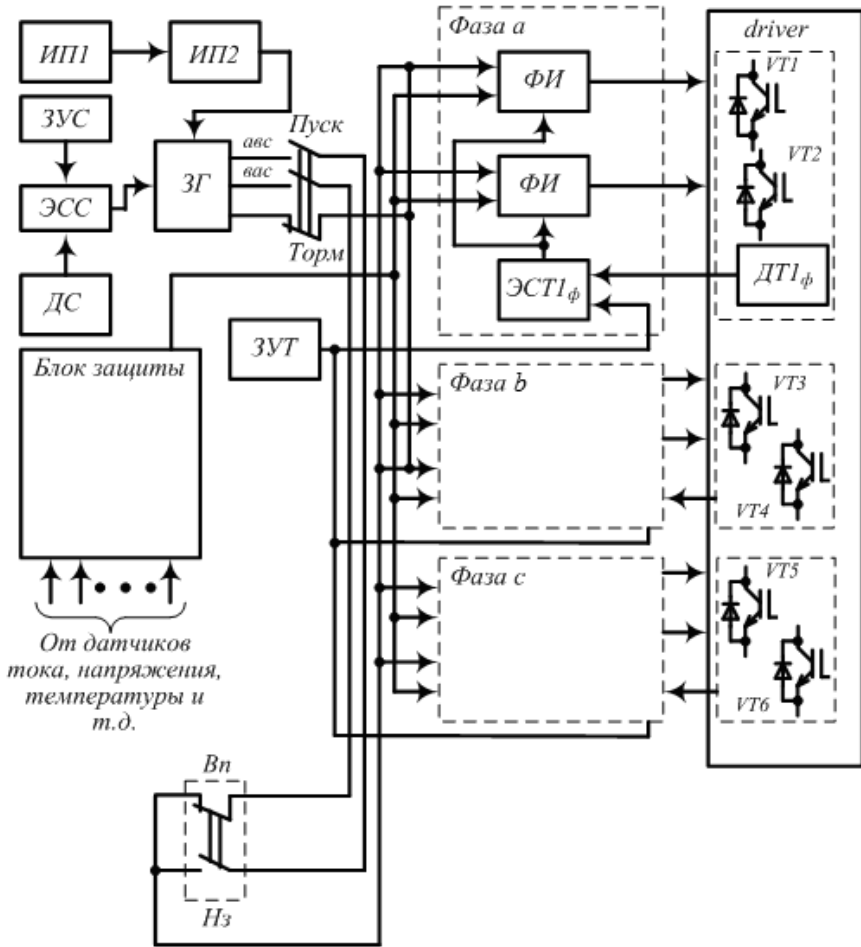 ИП1
ИП2
ЗУС
ЭСС
ДС
ЗГ
авс
вас
Пуск
Торм
Блок защиты
ЗУТ
От датчиков
тока, напряжения,
температуры и
т.д.
Вп
Нз
Фаза а
ФИ
ФИ
ЭСТ1ф
Фаза b
Фаза с
driver
VT1
VT2
ДТ1ф
VT3
VT4
VT5
VT6